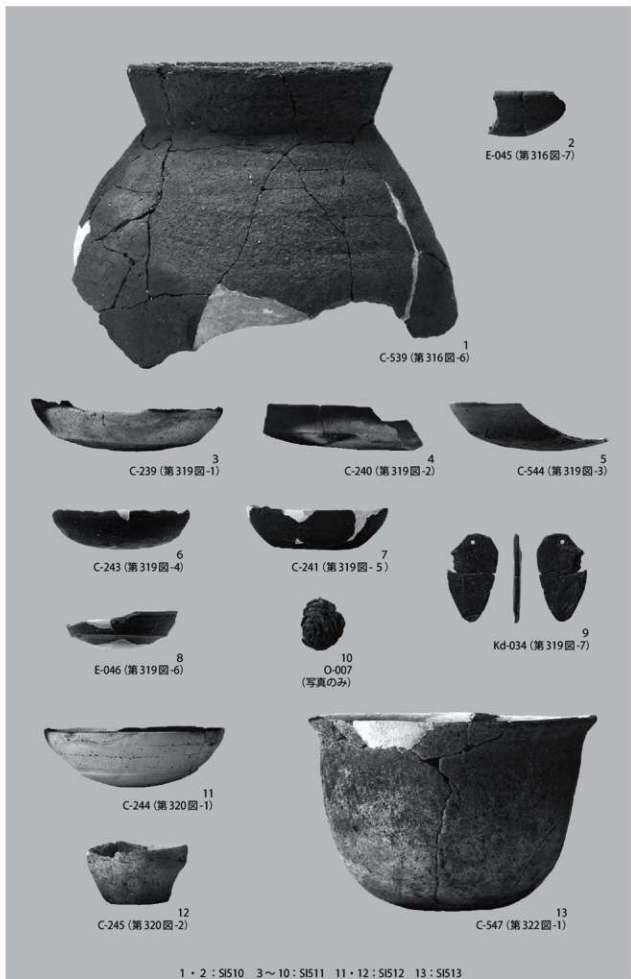 2
E-045（第316図-7）
1
C-539（第316図-6）
3
C-239（第319図-1）
4
C-240（第319図-2）
5
C-544（第319図-3）
6
C-243（第319図-4）
7
C-241（第319図- 5）
8
E-046（第319図-6）
10
O-007
（写真のみ）
9
Kd-034（第319図-7）
11
C-244（第320図-1）
12
C-245（第320図-2）
13
C-547（第322図-1）
1 ・ 2 ：SI510　3～10：SI511　11・12：SI512　13：SI513